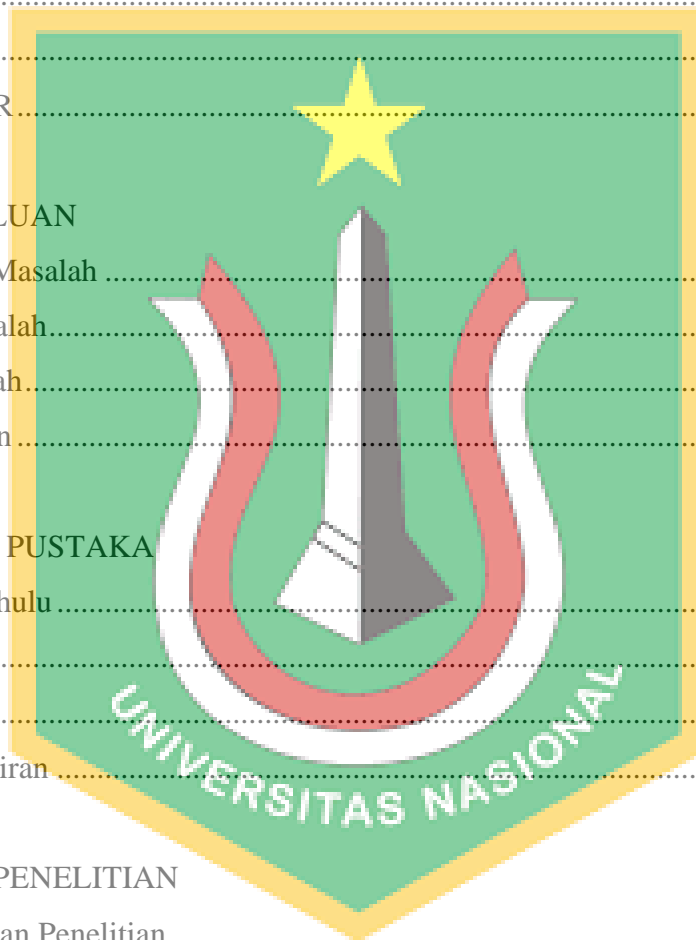 ....................................................................................
....................................................................................
R....................................................................................
LUAN
Masalah ....................................................................................
alah....................................................................................
ah....................................................................................
n....................................................................................
PUSTAKA
hulu....................................................................................
....................................................................................
....................................................................................
iran....................................................................................
UNIVERSITAS NASIONAL
PENELITIAN
an Penelitian